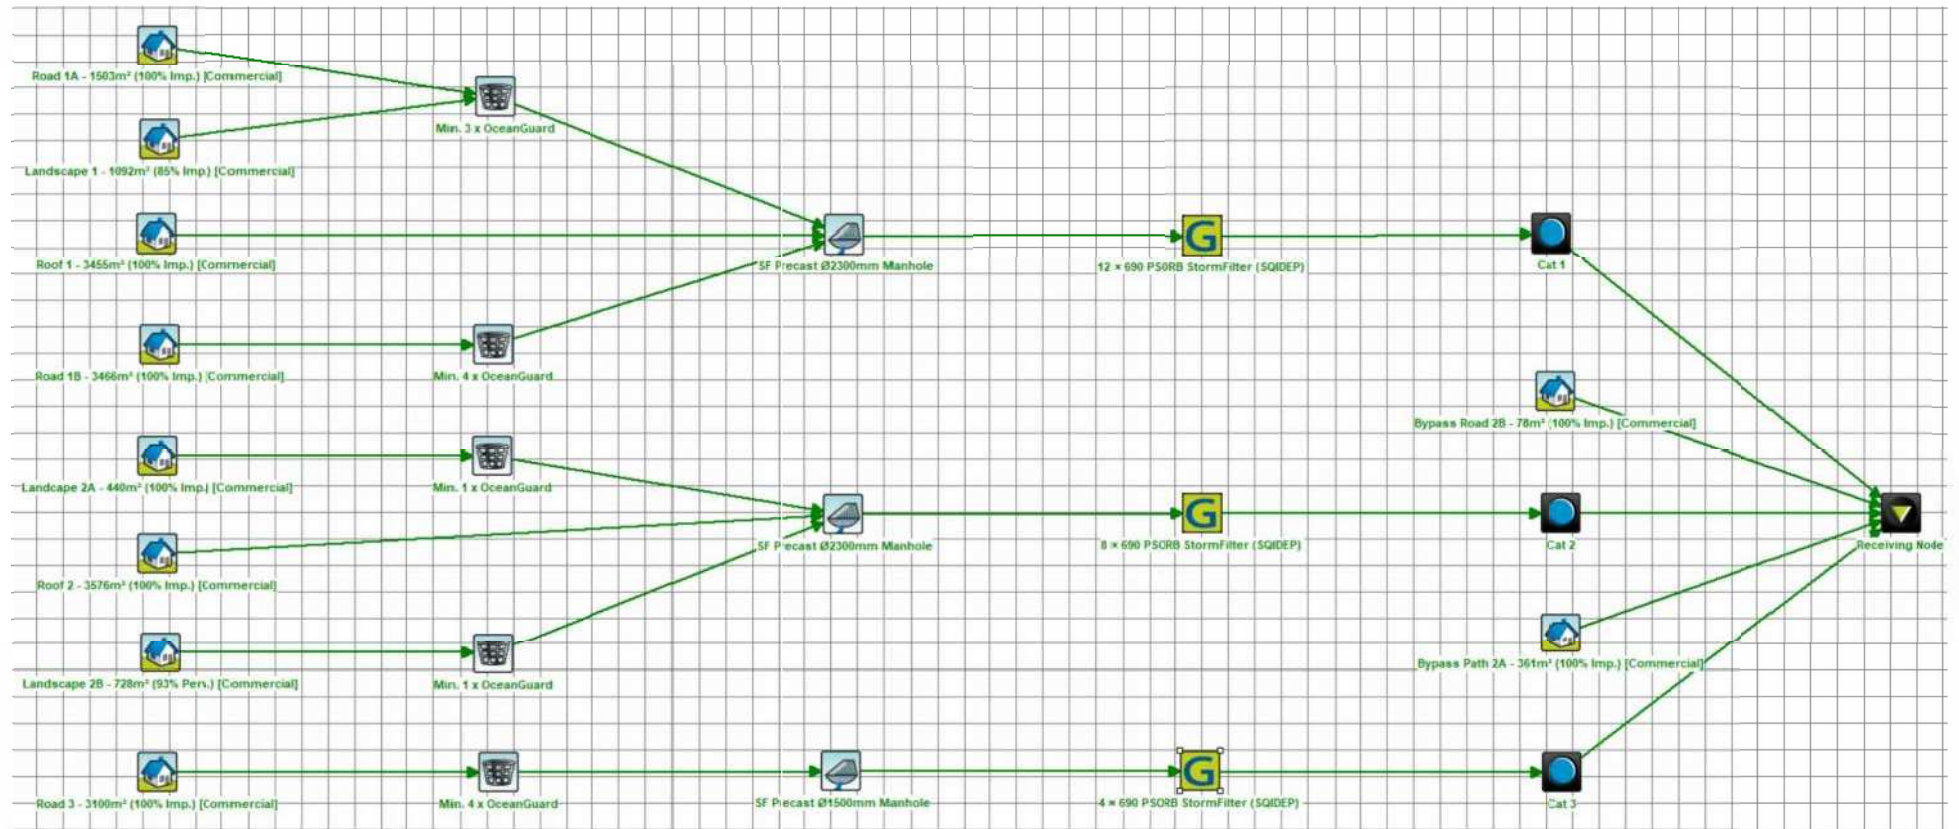 Road 1A - 1503m² (100% Imp.) [Commercial]
Min. 3 x OceanGuard
Landscape 1 - 1092m² (85% Imp.) [Commercial]
Roof 1 - 3455m² (100% Imp.) [Commercial]
SF Precast Ø2300mm Manhole
G
12 × 690 PSORB StormFilter (SQIDEP)
Cat 1
Road 1B - 3466m² (100% Imp.) [Commercial]
Min. 4 x OceanGuard
Bypass Road 2B - 78m² (100% Imp.) [Commercial]
Landcape 2A - 440m² (100% Imp.) [Commercial]
Min. 1 x OceanGuard
SF Precast Ø2300mm Manhole
G
8 × 690 PSORB StormFilter (SQIDEP)
Cat 2
Receiving Node
Roof 2 - 3576m² (100% Imp.) [Commercial]
Landscape 2B - 728m² (93% Perv.) [Commercial]
Min. 1 x OceanGuard
Bypass Path 2A - 361m² (100% Imp.) [Commercial]
Road 3 - 3100m² (100% Imp.) [Commercial]
Min. 4 x OceanGuard
SF Precast Ø1500mm Manhole
G
4 × 690 PSORB StormFilter (SQIDEP)
Cat 3